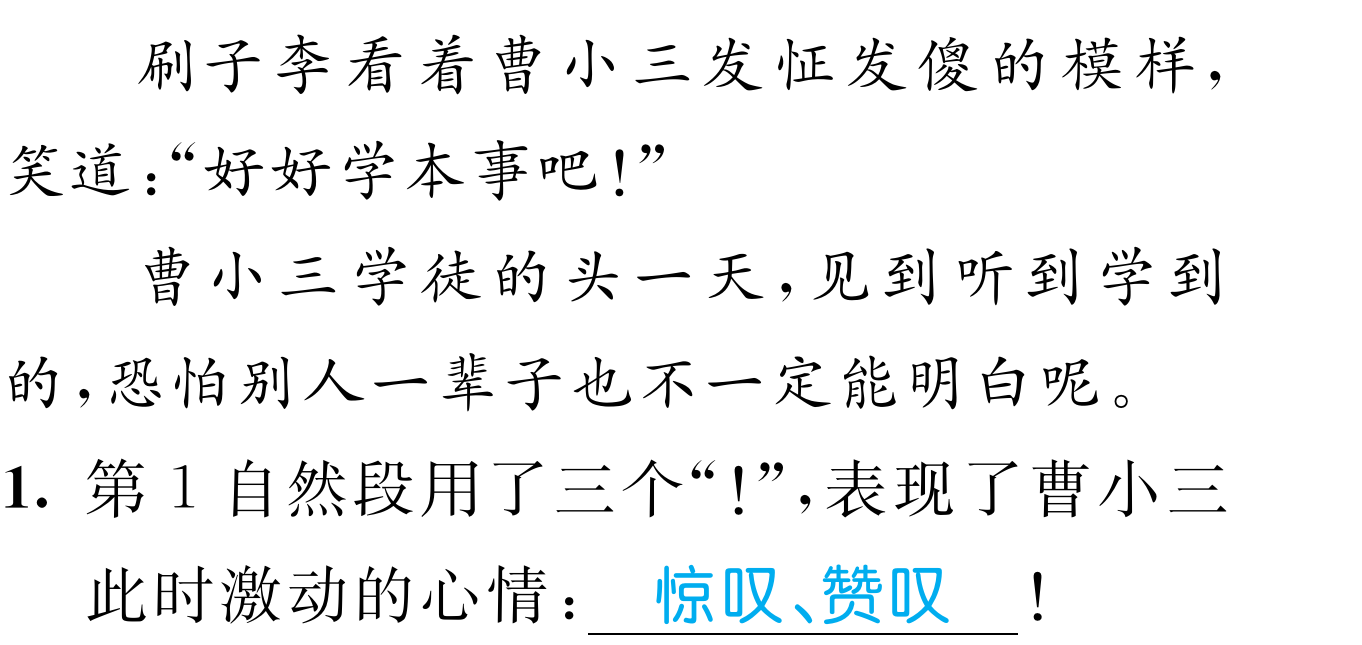 刷子李看着曹小三发怔发傻的模样，
笑道：“好好学本事吧！”
曹小三学徒的头一天，见到听到学到
的，恐怕别人一辈子也不一定能明白呢。
1. 第 1 自然段用了三个“！”，表现了曹小三
此时激动的心情：惊叹、赞叹！